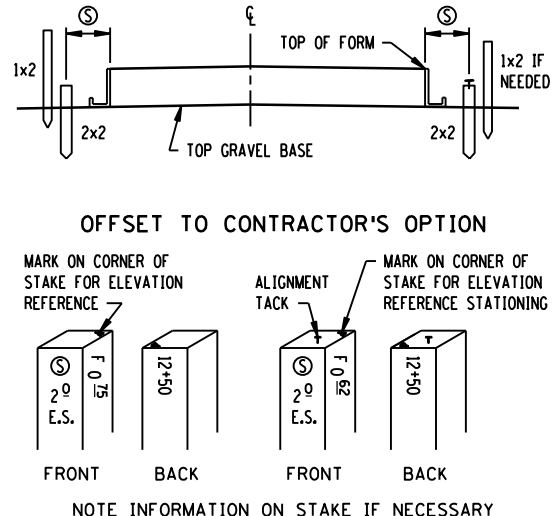 ℄
Ⓢ
Ⓢ
TOP OF FORM
1x2
1x2 IF
NEEDED
2x2
2x2
TOP GRAVEL BASE
OFFSET TO CONTRACTOR'S OPTION
MARK ON CORNER OF
STAKE FOR ELEVATION
REFERENCE
ALIGNMENT
TACK
MARK ON CORNER OF
STAKE FOR ELEVATION
REFERENCE STATIONING
Ⓢ
2º
E.S.
F 0 75
12+50
Ⓢ
2º
E.S.
F 0 62
12+50
FRONT
BACK
FRONT
BACK
NOTE INFORMATION ON STAKE IF NECESSARY